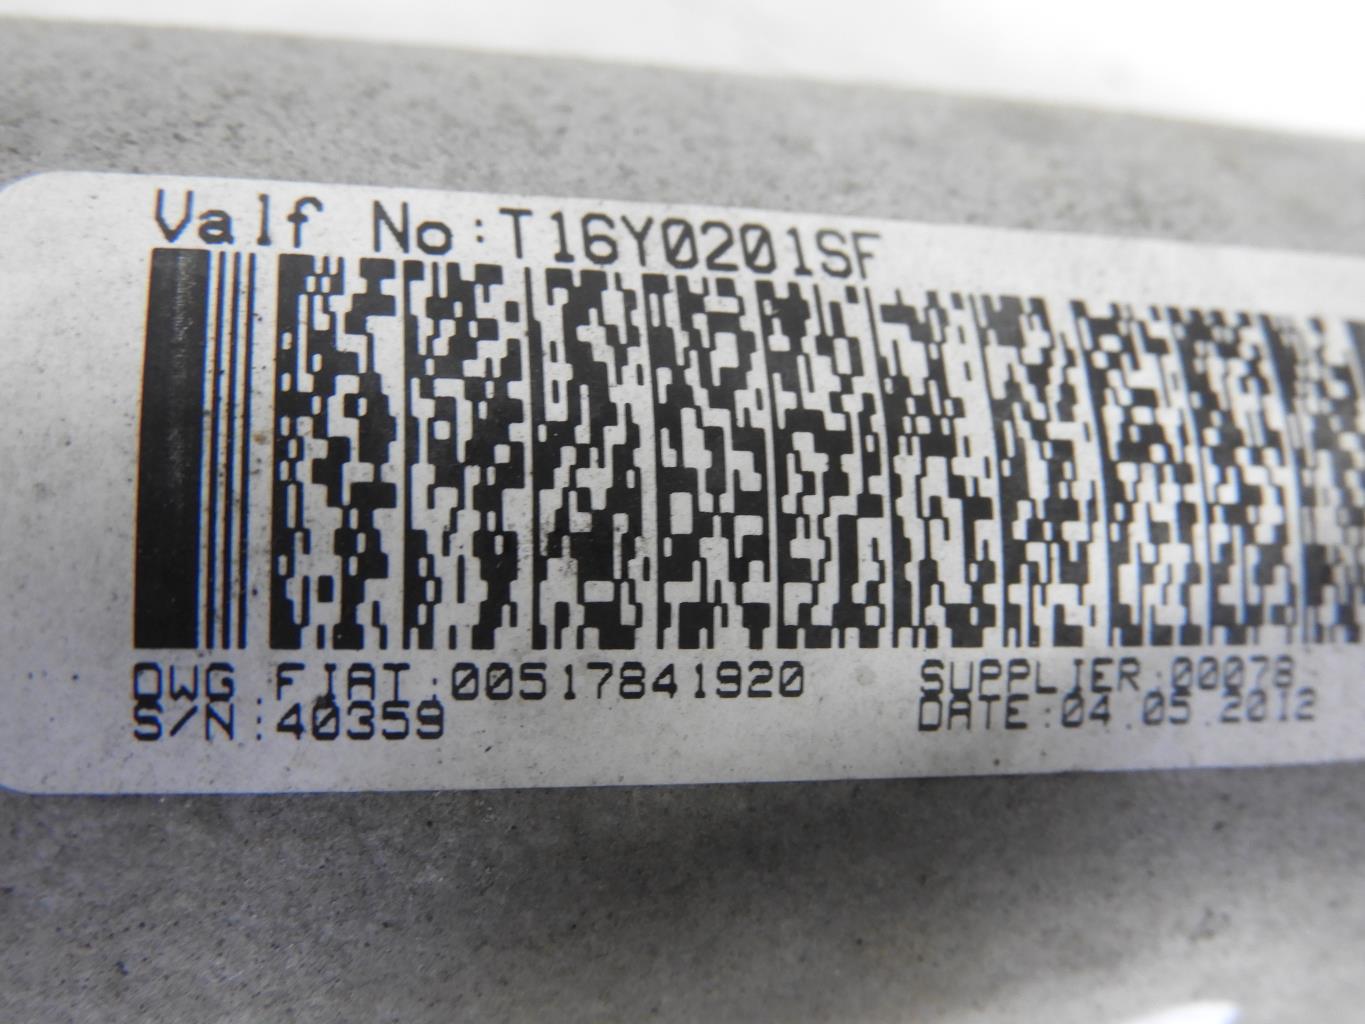 Valf No:T16Y0201SF
DWG.FIAT:00517841920 SUPPLIER:00078
S/N:40359 DATE:04.05.2012